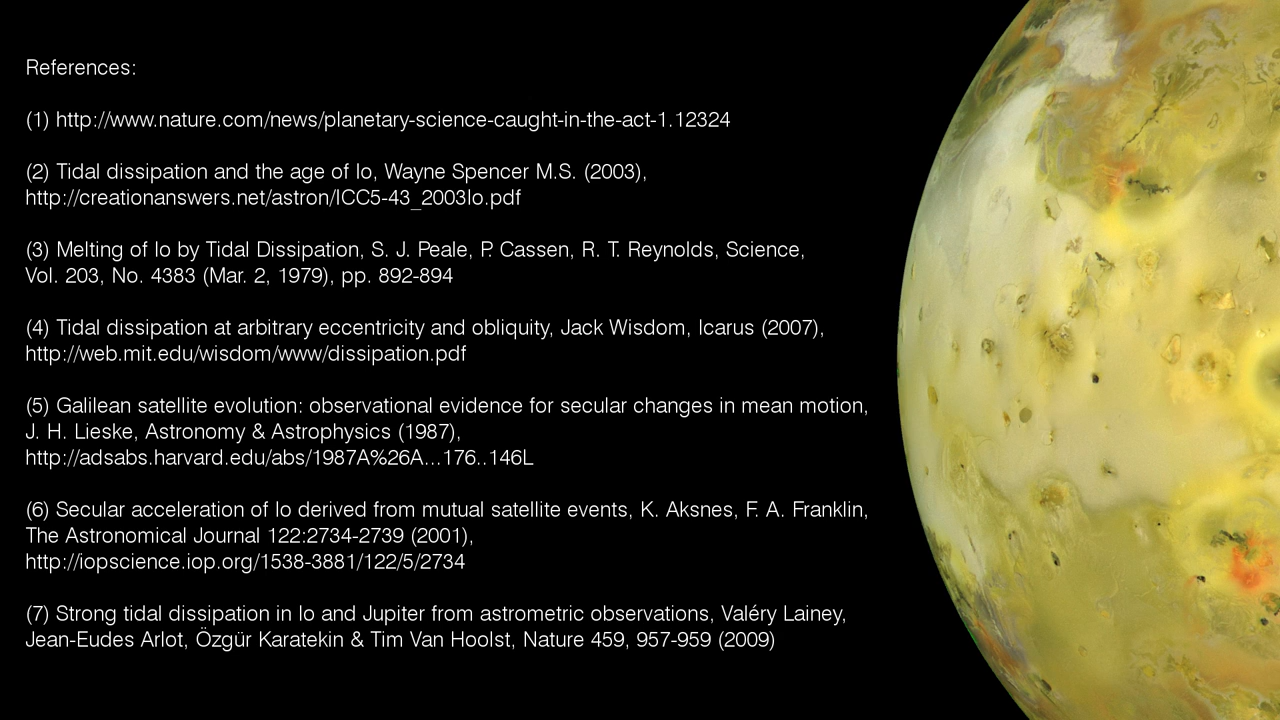 References:
(1) http://www.nature.com/news/planetary-science-caught-in-the-act-1.12324
(2) Tidal dissipation and the age of Io, Wayne Spencer M.S. (2003),
http://creationanswers.net/astron/ICC5-43_2003Io.pdf
(3) Melting of Io by Tidal Dissipation, S. J. Peale, P. Cassen, R. T. Reynolds, Science,
Vol. 203, No. 4383 (Mar. 2, 1979), pp. 892-894
(4) Tidal dissipation at arbitrary eccentricity and obliquity, Jack Wisdom, Icarus (2007),
http://web.mit.edu/wisdom/www/dissipation.pdf
(5) Galilean satellite evolution: observational evidence for secular changes in mean motion,
J. H. Lieske, Astronomy & Astrophysics (1987),
http://adsabs.harvard.edu/abs/1987A%26A...176..146L
(6) Secular acceleration of Io derived from mutual satellite events, K. Aksnes, F. A. Franklin,
The Astronomical Journal 122:2734-2739 (2001),
http://iopscience.iop.org/1538-3881/122/5/2734
(7) Strong tidal dissipation in Io and Jupiter from astrometric observations, Valéry Lainey,
Jean-Eudes Arlot, Özgür Karatekin & Tim Van Hoolst, Nature 459, 957-959 (2009)